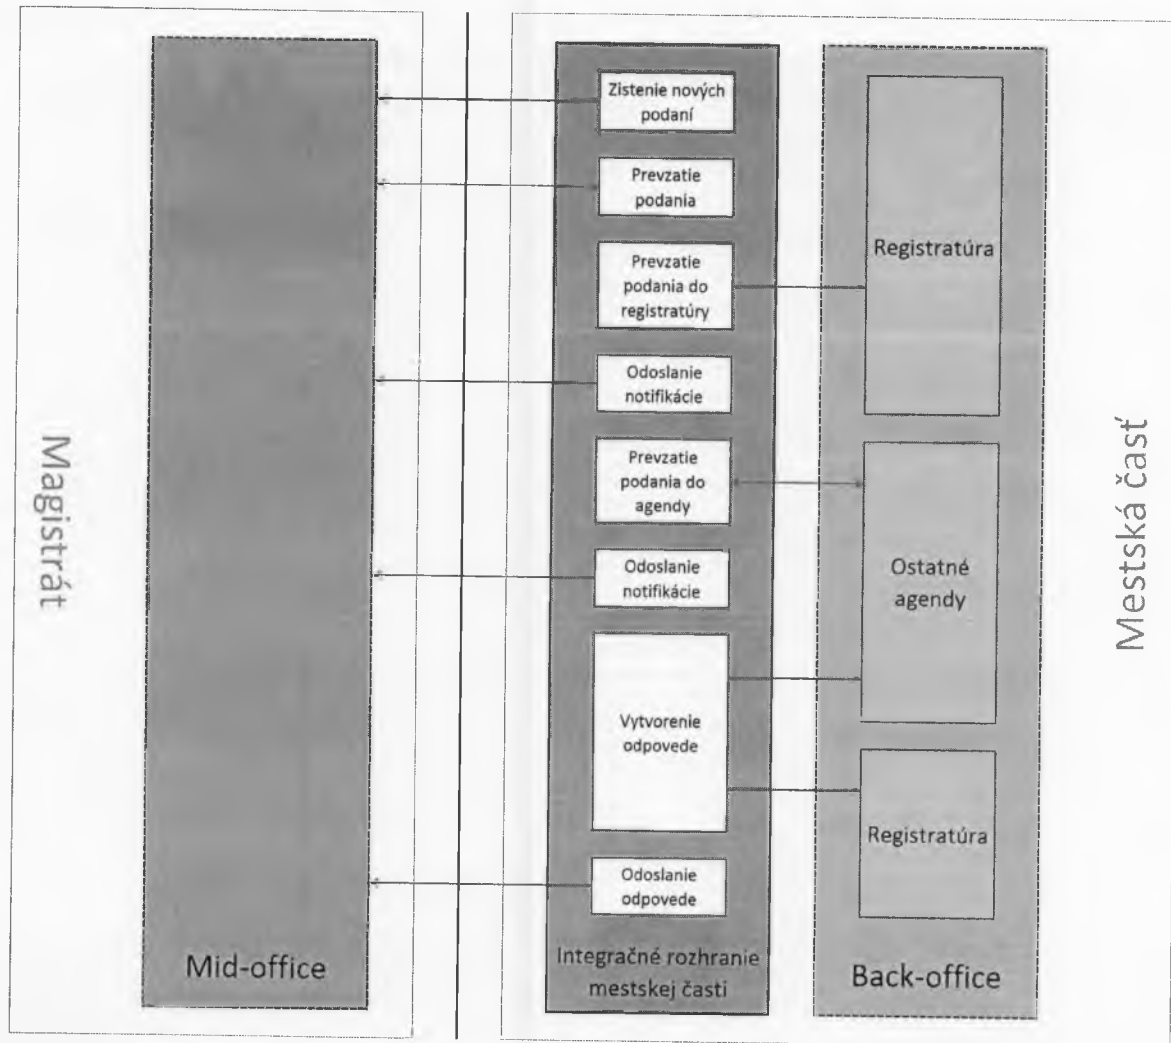 Magistrát
Mid-office
Zistenie nových
podaní
Prevzatie
podania
Prevzatie
podania do
registratúry
Odoslanie
notifikácie
Prevzatie
podania do
agendy
Odoslanie
notifikácie
Vytvorenie
odpovede
Odoslanie
odpovede
Integračné rozhranie
mestskej časti
Registratúra
Ostatné
agendy
Registratúra
Back-office
Mestská časť